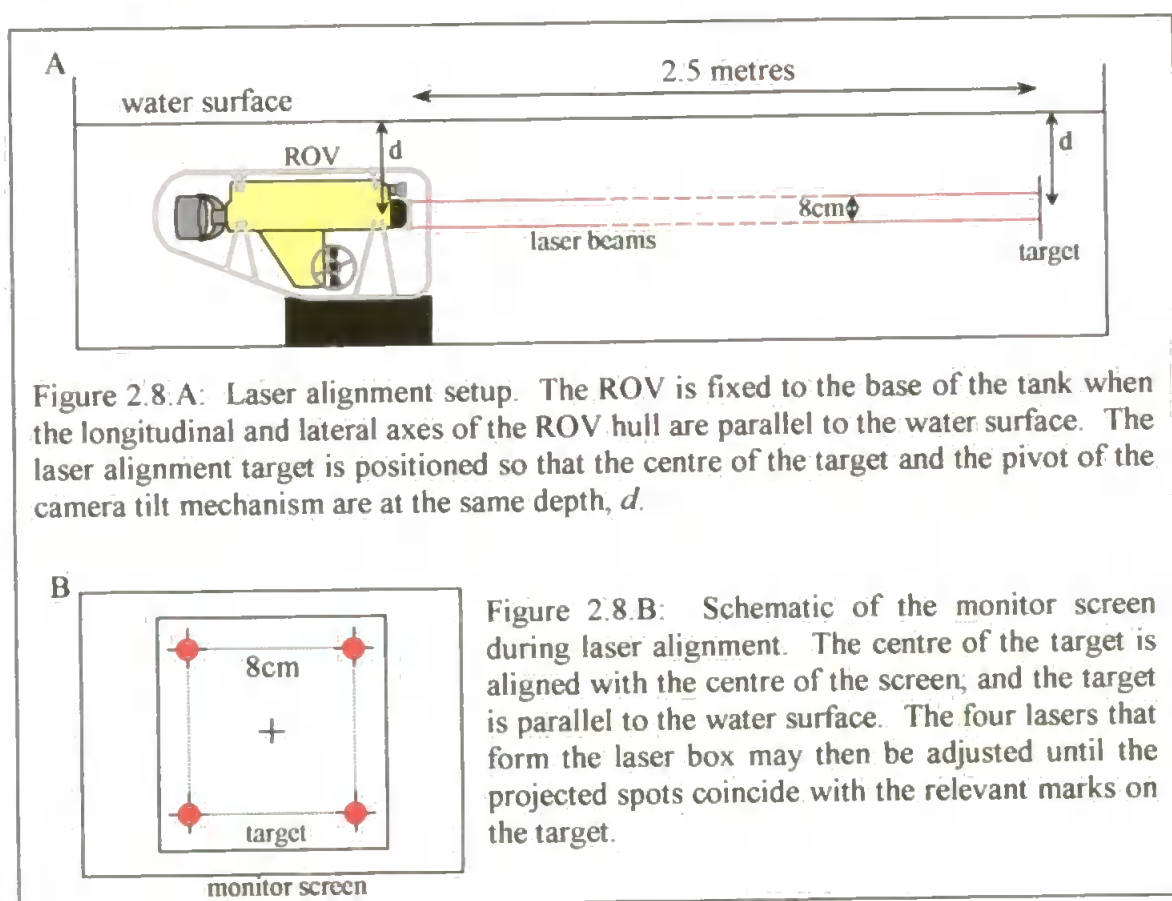 A
2.5 metres
water surface
d
d
ROV
8cm
laser beams
target
Figure 2.8.A: Laser alignment setup. The ROV is fixed to the base of the tank when
the longitudinal and lateral axes of the ROV hull are parallel to the water surface. The
laser alignment target is positioned so that the centre of the target and the pivot of the
camera tilt mechanism are at the same depth, d.
B
8cm
target
monitor screen
Figure 2.8.B: Schematic of the monitor screen
during laser alignment. The centre of the target is
aligned with the centre of the screen, and the target
is parallel to the water surface. The four lasers that
form the laser box may then be adjusted until the
projected spots coincide with the relevant marks on
the target.